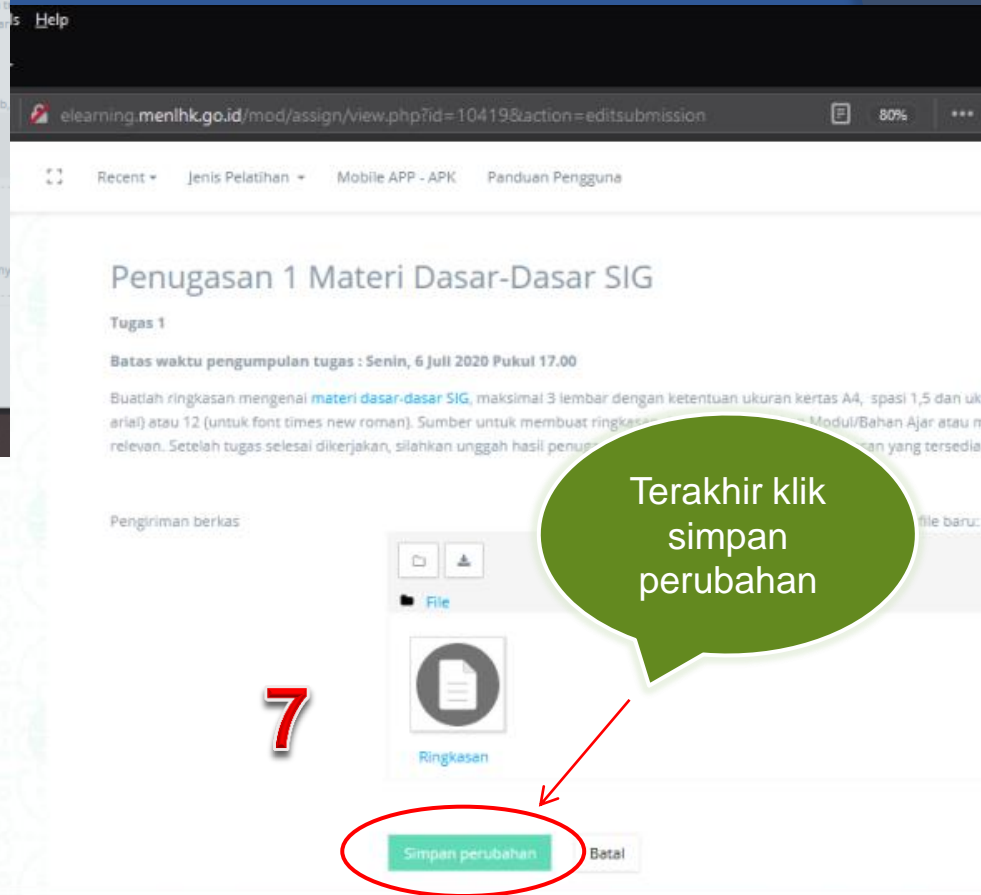 Help
elearning.menlhk.go.id/mod/assign/view.php?id=10419&action=editsubmission 80%
Recent Jenis Pelatihan Mobile APP - APK Panduan Pengguna
Penugasan 1 Materi Dasar-Dasar SIG
Tugas 1
Batas waktu pengumpulan tugas : Senin, 6 Juli 2020 Pukul 17.00
Buatlah ringkasan mengenai materi dasar-dasar SIG, maksimal 3 lembar dengan ketentuan ukuran kertas A4, spasi 1,5 dan uk
arial) atau 12 (untuk font times new roman). Sumber untuk membuat Modul/Bahan Ajar atau
relevan. Setelah tugas selesai dikerjakan, silahkan unggah hasil yang tersedia
Terakhir klik
simpan
perubahan
Pengiriman berkas
file baru:
File
7
Ringkasan
Simpan perubahan Batal